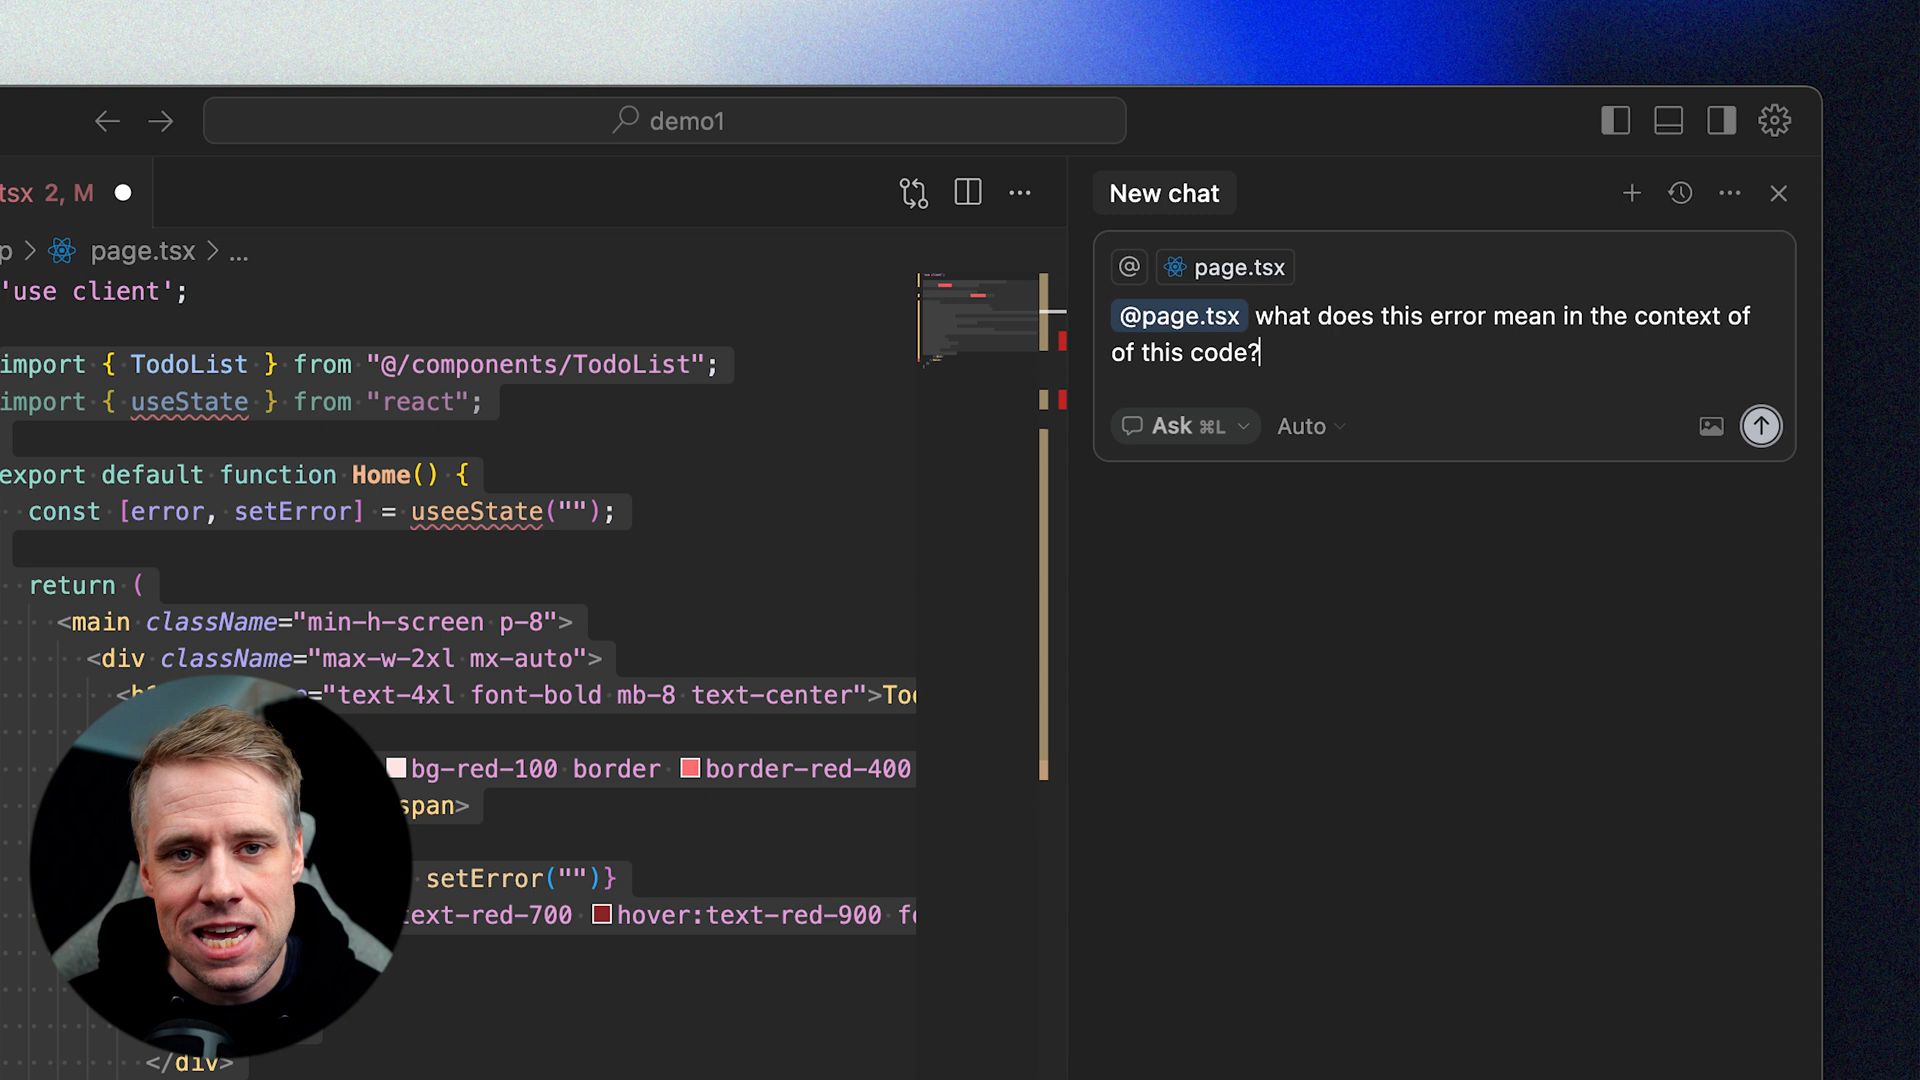 demo1
tsx 2, M
New chat
p > page.tsx > ...
@ page.tsx
@page.tsx what does this error mean in the context of
of this code?
Ask ⌘L Auto
'use client';
import { TodoList } from "@/components/TodoList";
import { useState } from "react";
export default function Home() {
const [error, setError] = useeState("");
return (
<main className="min-h-screen p-8">
<div className="max-w-2xl mx-auto">
="text-4xl font-bold mb-8 text-center">
bg-red-100 border border-red-400
span>
setError("")}
text-red-700 hover:text-red-900
</div>